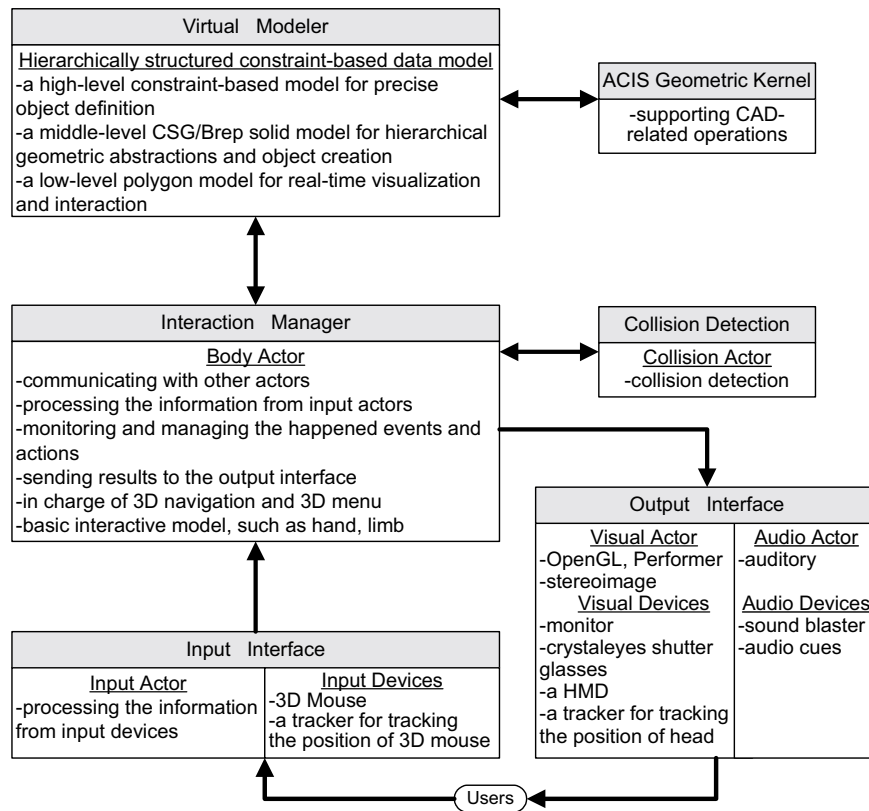 Virtual Modeler
Hierarchically structured constraint-based data model
-a high-level constraint-based model for precise
object definition
-a middle-level CSG/Brep solid model for hierarchical
geometric abstractions and object creation
-a low-level polygon model for real-time visualization
and interaction
ACIS Geometric Kernel
-supporting CAD-
related operations
Interaction Manager
Body Actor
-communicating with other actors
-processing the information from input actors
-monitoring and managing the happened events and
actions
-sending results to the output interface
-in charge of 3D navigation and 3D menu
-basic interactive model, such as hand, limb
Collision Detection
Collision Actor
-collision detection
Output Interface
Visual Actor
-OpenGL, Performer
-stereoimage
Visual Devices
-monitor
-crystaleyes shutter
glasses
-a HMD
-a tracker for tracking
the position of head
Audio Actor
-auditory
Audio Devices
-sound blaster
-audio cues
Input Interface
Input Actor
-processing the information
from input devices
Input Devices
-3D Mouse
-a tracker for tracking
the position of 3D mouse
Users